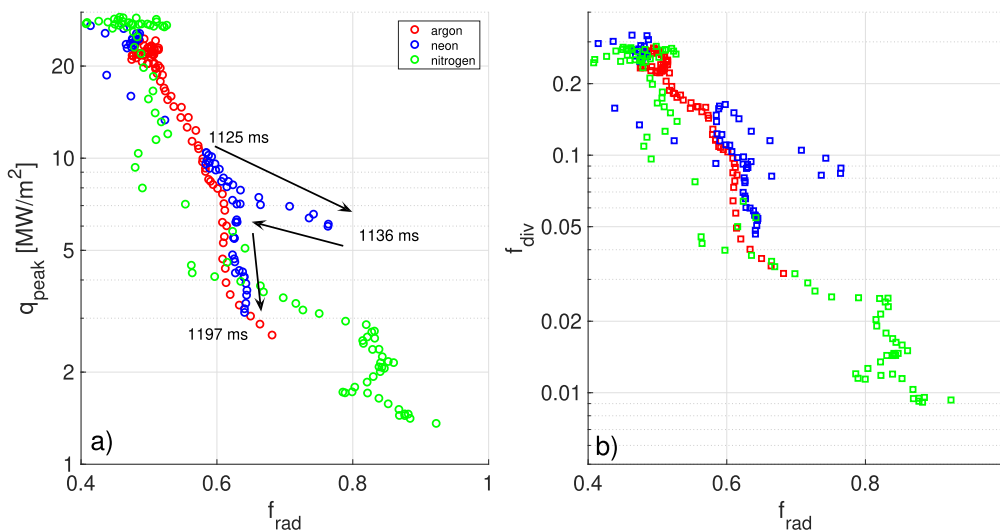 argon
neon
nitrogen
20
10
5
2
1
q_peak [MW/m²]
1125 ms
1136 ms
1197 ms
a)
0.4
0.6
0.8
1
f_rad
0.2
0.1
0.05
0.02
0.01
f_div
b)
0.4
0.6
0.8
f_rad